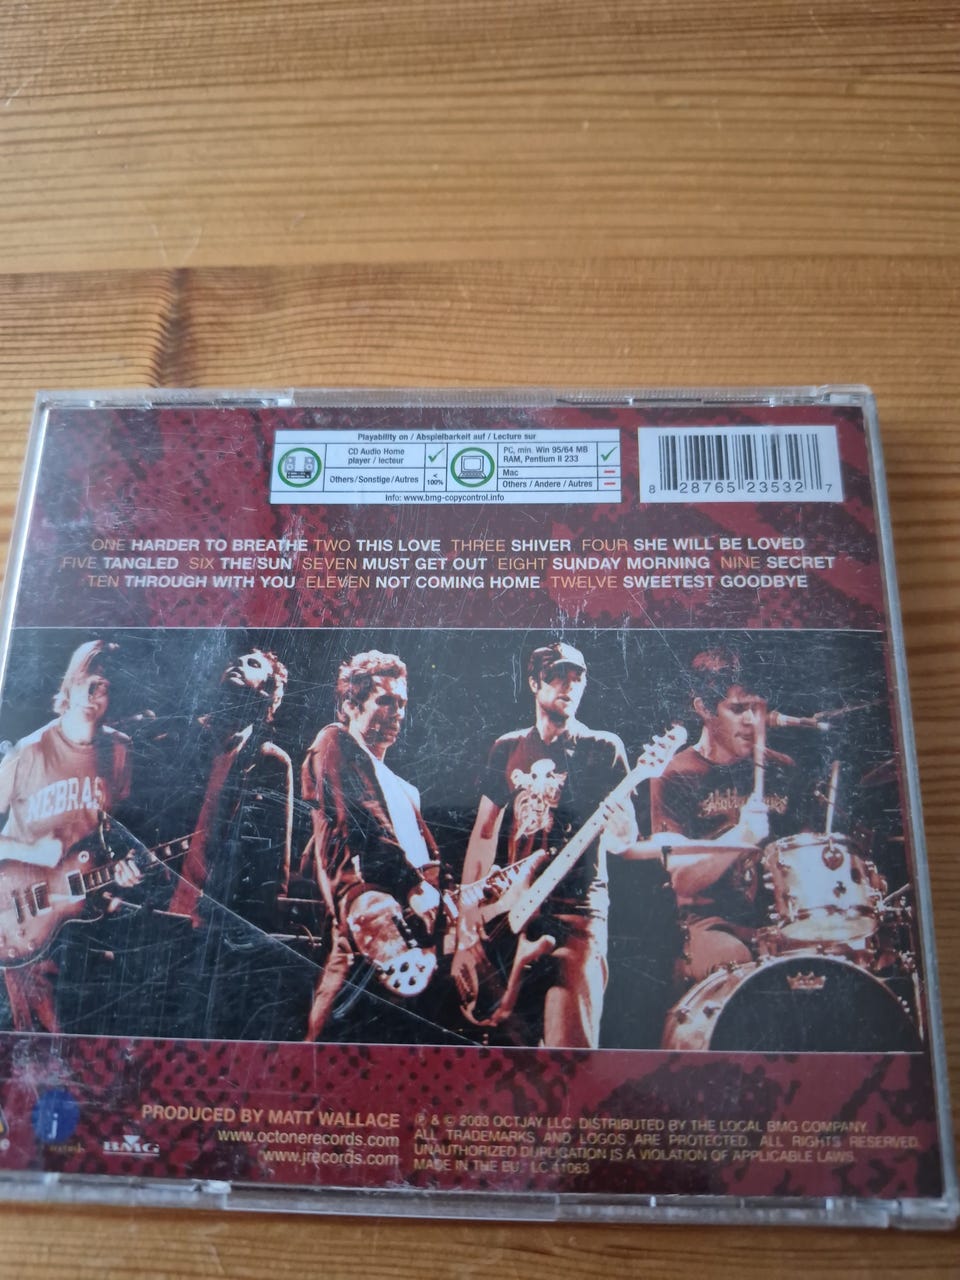 Playability on / Abspielbarkeit auf / Lecture sur
CD Audio Home player / lecteur
Others/Sonstige/Autres
< 100%
PC, min. Win 95/64 MB RAM, Pentium II 233
Mac
Others / Andere / Autres
Info: www.bmg-copycontrol.info
8 28765 23532 7
ONE HARDER TO BREATHE TWO THIS LOVE THREE SHIVER FOUR SHE WILL BE LOVED
FIVE TANGLED SIX THE SUN SEVEN MUST GET OUT EIGHT SUNDAY MORNING NINE SECRET
TEN THROUGH WITH YOU ELEVEN NOT COMING HOME TWELVE SWEETEST GOODBYE
NEBRAS
j
BMG
PRODUCED BY MATT WALLACE
www.octonerecords.com
www.jrecords.com
℗ & © 2003 OCTJAY LLC. DISTRIBUTED BY THE LOCAL BMG COMPANY.
ALL TRADEMARKS AND LOGOS ARE PROTECTED. ALL RIGHTS RESERVED.
UNAUTHORIZED DUPLICATION IS A VIOLATION OF APPLICABLE LAWS.
MADE IN THE EU. LC 11063